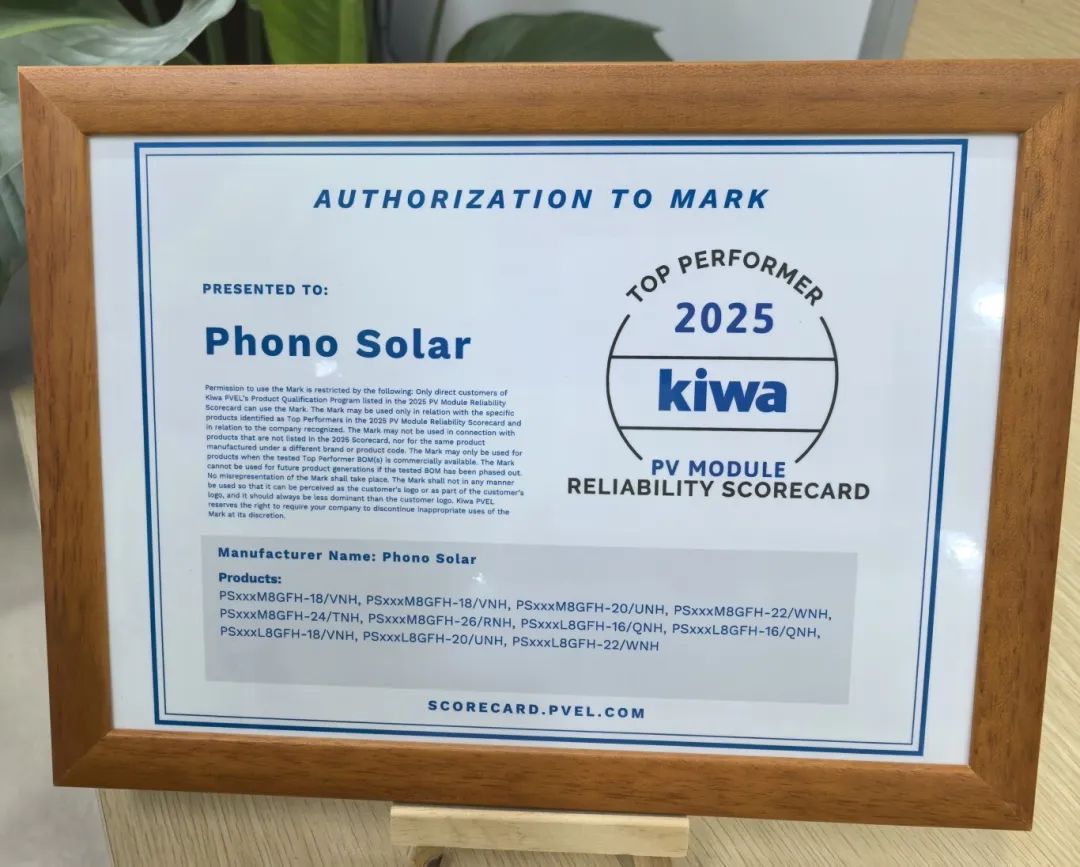 AUTHORIZATION TO MARK
PRESENTED TO:
Phono Solar
Permission to use the Mark is restricted by the following: Only direct customers of
Kiwa PVEL's Product Qualification Program listed in the 2025 PV Module Reliability
Scorecard can use the Mark. The Mark may be used only in relation with the specific
products identified as Top Performers in the 2025 PV Module Reliability Scorecard and
in relation to the company recognized. The Mark may not be used in connection with
products that are not listed in the 2025 Scorecard, nor for the same product
manufactured under a different brand or product code. The Mark may only be used for
products when the tested Top Performer BOM(s) is commercially available. The Mark
cannot be used for future product generations if the tested BOM has been phased out.
No misrepresentation of the Mark shall take place. The Mark shall not in any manner
be used so that it can be perceived as the customer's logo or as part of the customer's
logo, and it should always be less dominant than the customer logo. Kiwa PVEL
reserves the right to require your company to discontinue inappropriate uses of the
Mark at its discretion.
TOP PERFORMER
2025
kiwa
PV MODULE
RELIABILITY SCORECARD
Manufacturer Name: Phono Solar
Products:
PSxxxM8GFH-18/VNH, PSxxxM8GFH-18/VNH, PSxxxM8GFH-20/UNH, PSxxxM8GFH-22/WNH,
PSxxxM8GFH-24/TNH, PSxxxM8GFH-26/RNH, PSxxxL8GFH-16/QNH, PSxxxL8GFH-16/QNH,
PSxxxL8GFH-18/VNH, PSxxxL8GFH-20/UNH, PSxxxL8GFH-22/WNH
SCORECARD.PVEL.COM